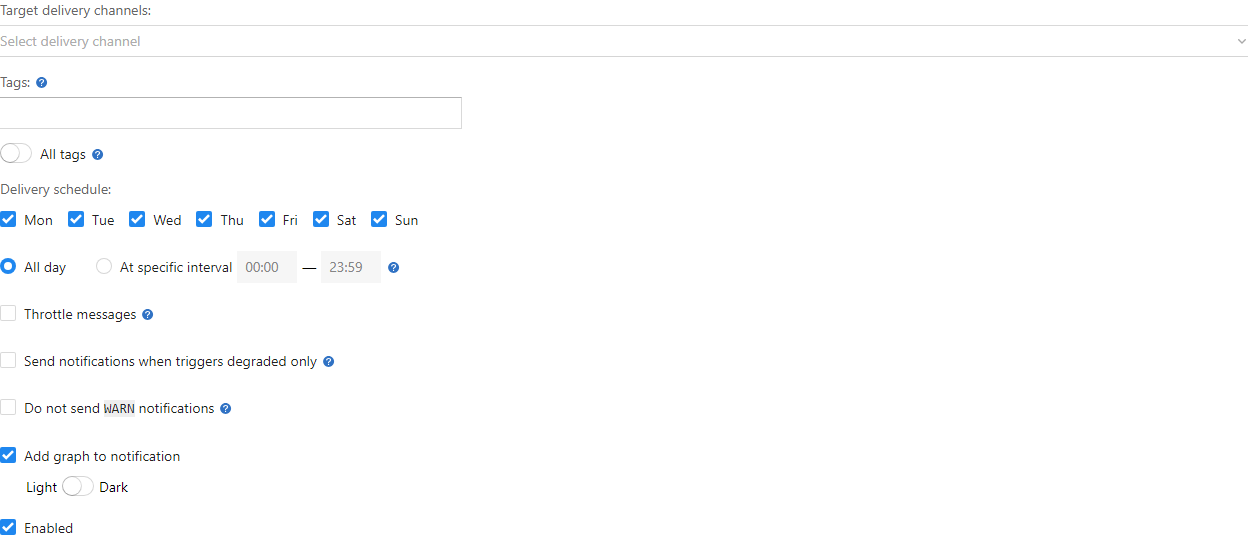 Target delivery channels:
Select delivery channel
Tags:
All tags
Delivery schedule:
Mon Tue Wed Thu Fri Sat Sun
All day At specific interval 00:00 — 23:59
Throttle messages
Send notifications when triggers degraded only
Do not send WARN notifications
Add graph to notification
Light Dark
Enabled